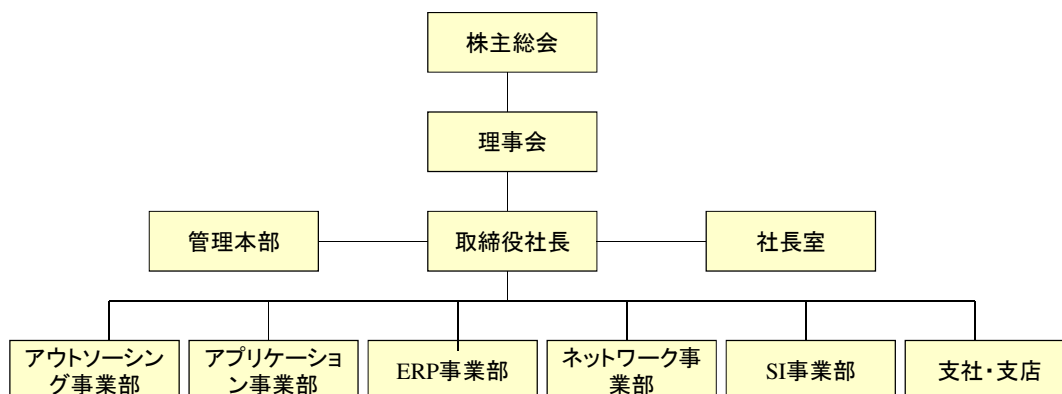 株主総会
理事会
管理本部
取締役社長
社長室
アウトソーシン
グ事業部
アプリケーショ
ン事業部
ERP事業部
ネットワーク事
業部
SI事業部
支社・支店